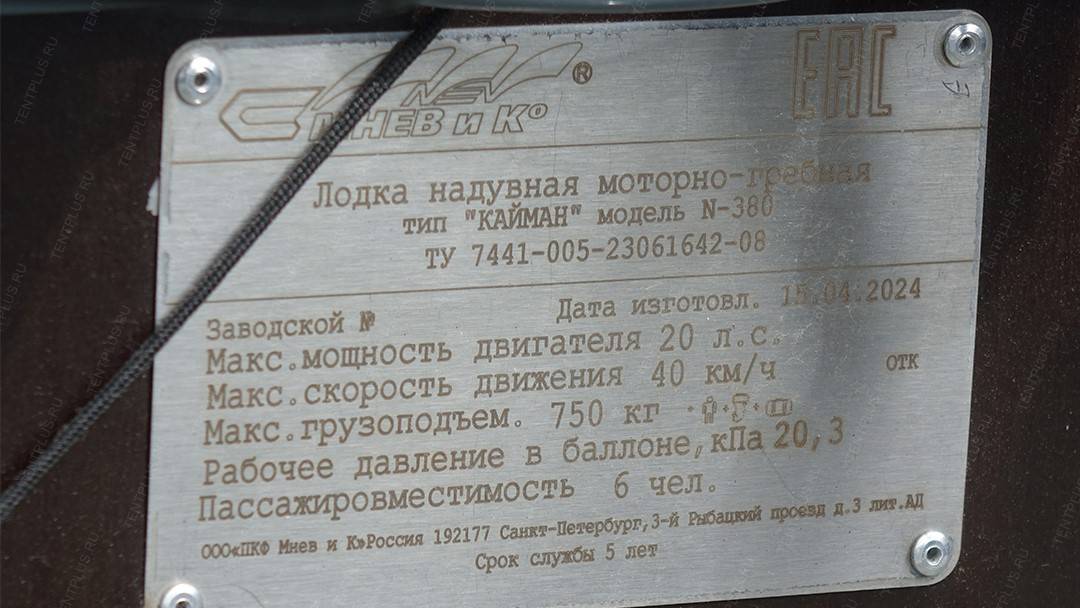 МНЕВ и К° ®
EAC
Лодка надувная моторно-гребная
тип "КАЙМАН" модель N-380
ТУ 7441-005-23061642-08
Заводской № Дата изготовл. 15.04.2024
Макс.мощность двигателя 20 л.с.
Макс.скорость движения 40 км/ч ОТК
Макс.грузоподъем. 750 кг
Рабочее давление в баллоне,кПа 20,3
Пассажировместимость 6 чел.
ООО«ПКФ Мнев и К»Россия 192177 Санкт-Петербург,3-й Рыбацкий проезд д.3 лит.АД
Срок службы 5 лет
TENTPLUS.RU